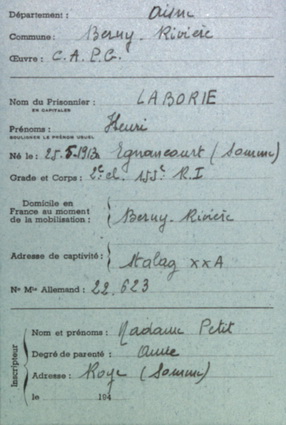 Département : Aisne
Commune : Berny-Rivière
Œuvre : C.A.P.G.
Nom du Prisonnier : LABORIE
EN CAPITALES
Prénoms : Henri
SOULIGNER LE PRÉNOM USUEL
Né le : 25.5.1913 (Somme)
Grade et Corps : 2e cl. 155e R.I
Domicile en
France au moment
de la mobilisation : Berny-Rivière
Adresse de captivité : Stalag XXA
No Mle Allemand : 22.623
Inscripteur
Nom et prénoms : Madame Petit
Degré de parenté : Amie
Adresse : Roye (Somme)
le 194